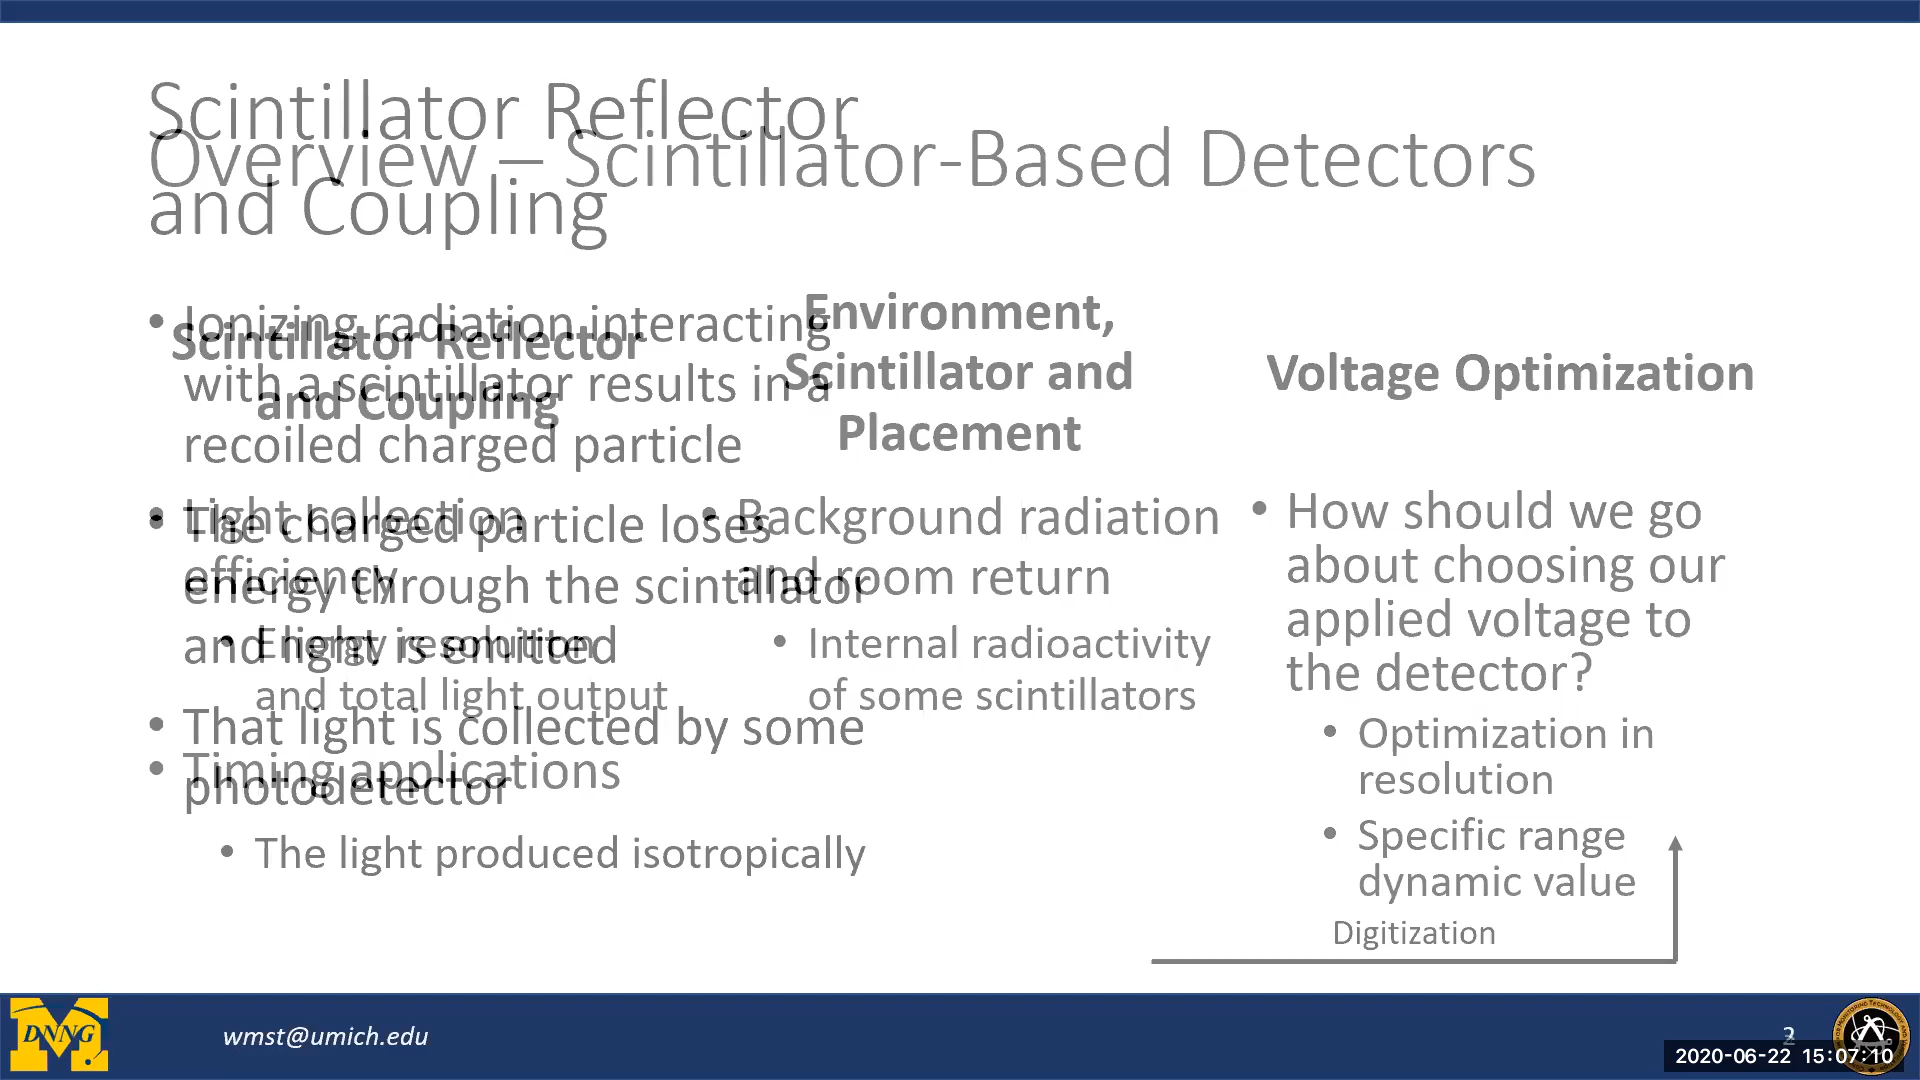 Scintillator Reflector
and Coupling
Overview – Scintillator-Based Detectors
• Ionizing radiation interacting
with a scintillator results in a
recoiled charged particle
• The charged particle loses
energy through the scintillator
and light is emitted
• That light is collected by some
photodetector
• The light produced isotropically
Scintillator Reflector
and Coupling
• Light collection
efficiency
• Energy resolution
and total light output
• Timing applications
Environment,
Scintillator and
Placement
• Background radiation
and room return
• Internal radioactivity
of some scintillators
Voltage Optimization
• How should we go
about choosing our
applied voltage to
the detector?
• Optimization in
resolution
• Specific range
dynamic value
Digitization
DNNG
wmst@umich.edu
2020-06-22 15:07:10